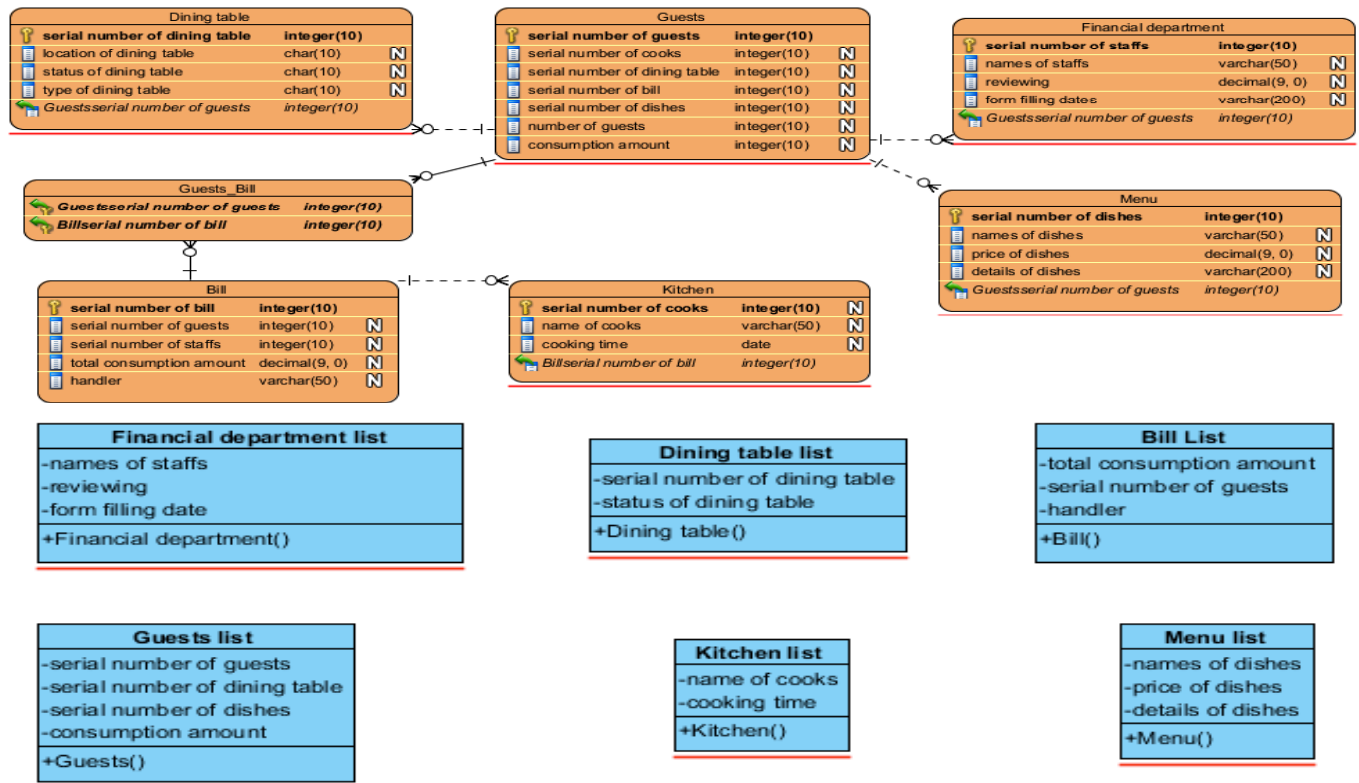 Dining table
serial number of dining table integer(10)
location of dining table char(10) N
status of dining table char(10) N
type of dining table char(10) N
Guestsserial number of guests integer(10)
Guests
serial number of guests integer(10)
serial number of cooks integer(10) N
serial number of dining table integer(10) N
serial number of bill integer(10) N
serial number of dishes integer(10) N
number of guests integer(10) N
consumption amount integer(10) N
Financial department
serial number of staffs integer(10)
names of staffs varchar(50) N
reviewing decimal(9, 0) N
form filling dates varchar(200) N
Guestsserial number of guests integer(10)
Guests_Bill
Guestsserial number of guests integer(10)
Billserial number of bill integer(10)
Menu
serial number of dishes integer(10)
names of dishes varchar(50) N
price of dishes decimal(9, 0) N
details of dishes varchar(200) N
Guestsserial number of guests integer(10)
Bill
serial number of bill integer(10)
serial number of guests integer(10) N
serial number of staffs integer(10) N
total consumption amount decimal(9, 0) N
handler varchar(50) N
Kitchen
serial number of cooks integer(10) N
name of cooks varchar(50) N
cooking time date N
Billserial number of bill integer(10)
Financial department list
-names of staffs
-reviewing
-form filling date
+Financial department()
Dining table list
-serial number of dining table
-status of dining table
+Dining table()
Bill List
-total consumption amount
-serial number of guests
-handler
+Bill()
Guests list
-serial number of guests
-serial number of dining table
-serial number of dishes
-consumption amount
+Guests()
Kitchen list
-name of cooks
-cooking time
+Kitchen()
Menu list
-names of dishes
-price of dishes
-details of dishes
+Menu()